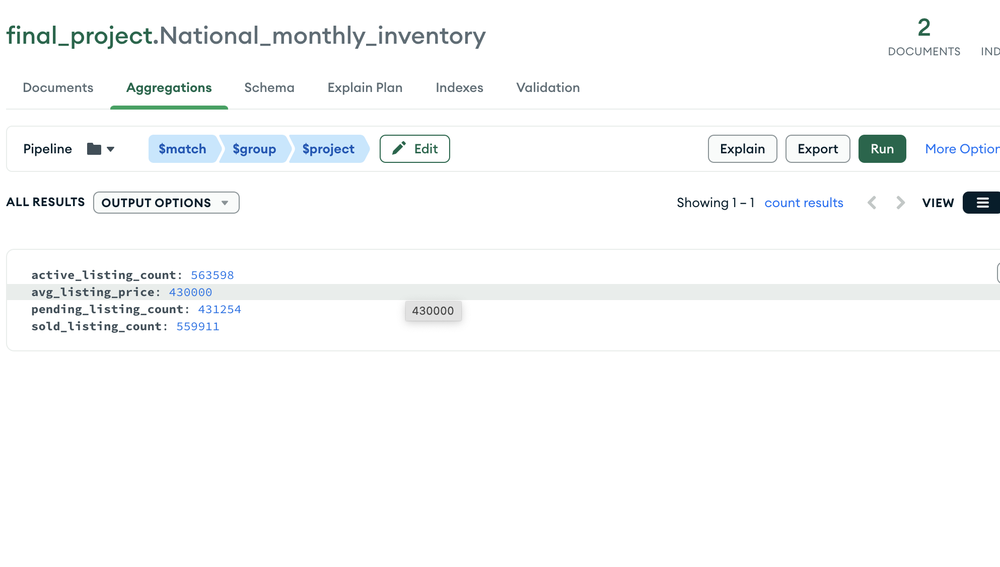 final_project.National_monthly_inventory
2
DOCUMENTS
Documents Aggregations Schema Explain Plan Indexes Validation
Pipeline $match $group $project Edit Explain Export Run More Option
ALL RESULTS OUTPUT OPTIONS Showing 1 – 1 count results VIEW
active_listing_count: 563598
avg_listing_price: 430000
pending_listing_count: 431254
430000
sold_listing_count: 559911